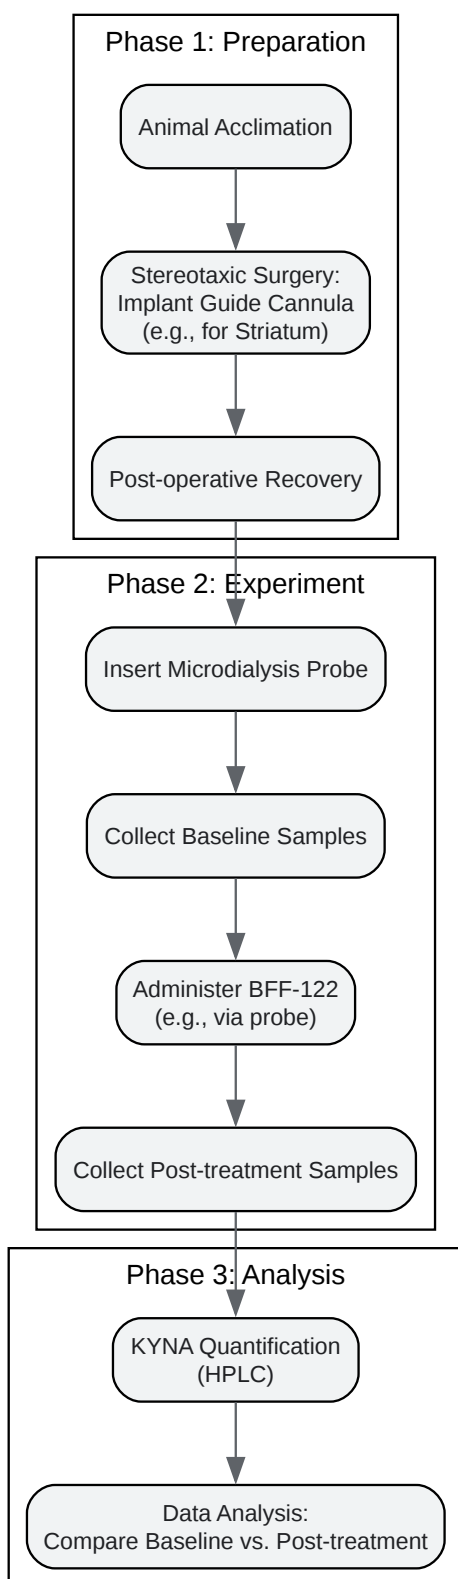 Phase 1: Preparation
Animal Acclimation
Stereotaxic Surgery:
Implant Guide Cannula
(e.g., for Striatum)
Post-operative Recovery
Phase 2: Experiment
Insert Microdialysis Probe
Collect Baseline Samples
Administer BFF-122
(e.g., via probe)
Collect Post-treatment Samples
Phase 3: Analysis
KYNA Quantification
(HPLC)
Data Analysis:
Compare Baseline vs. Post-treatment